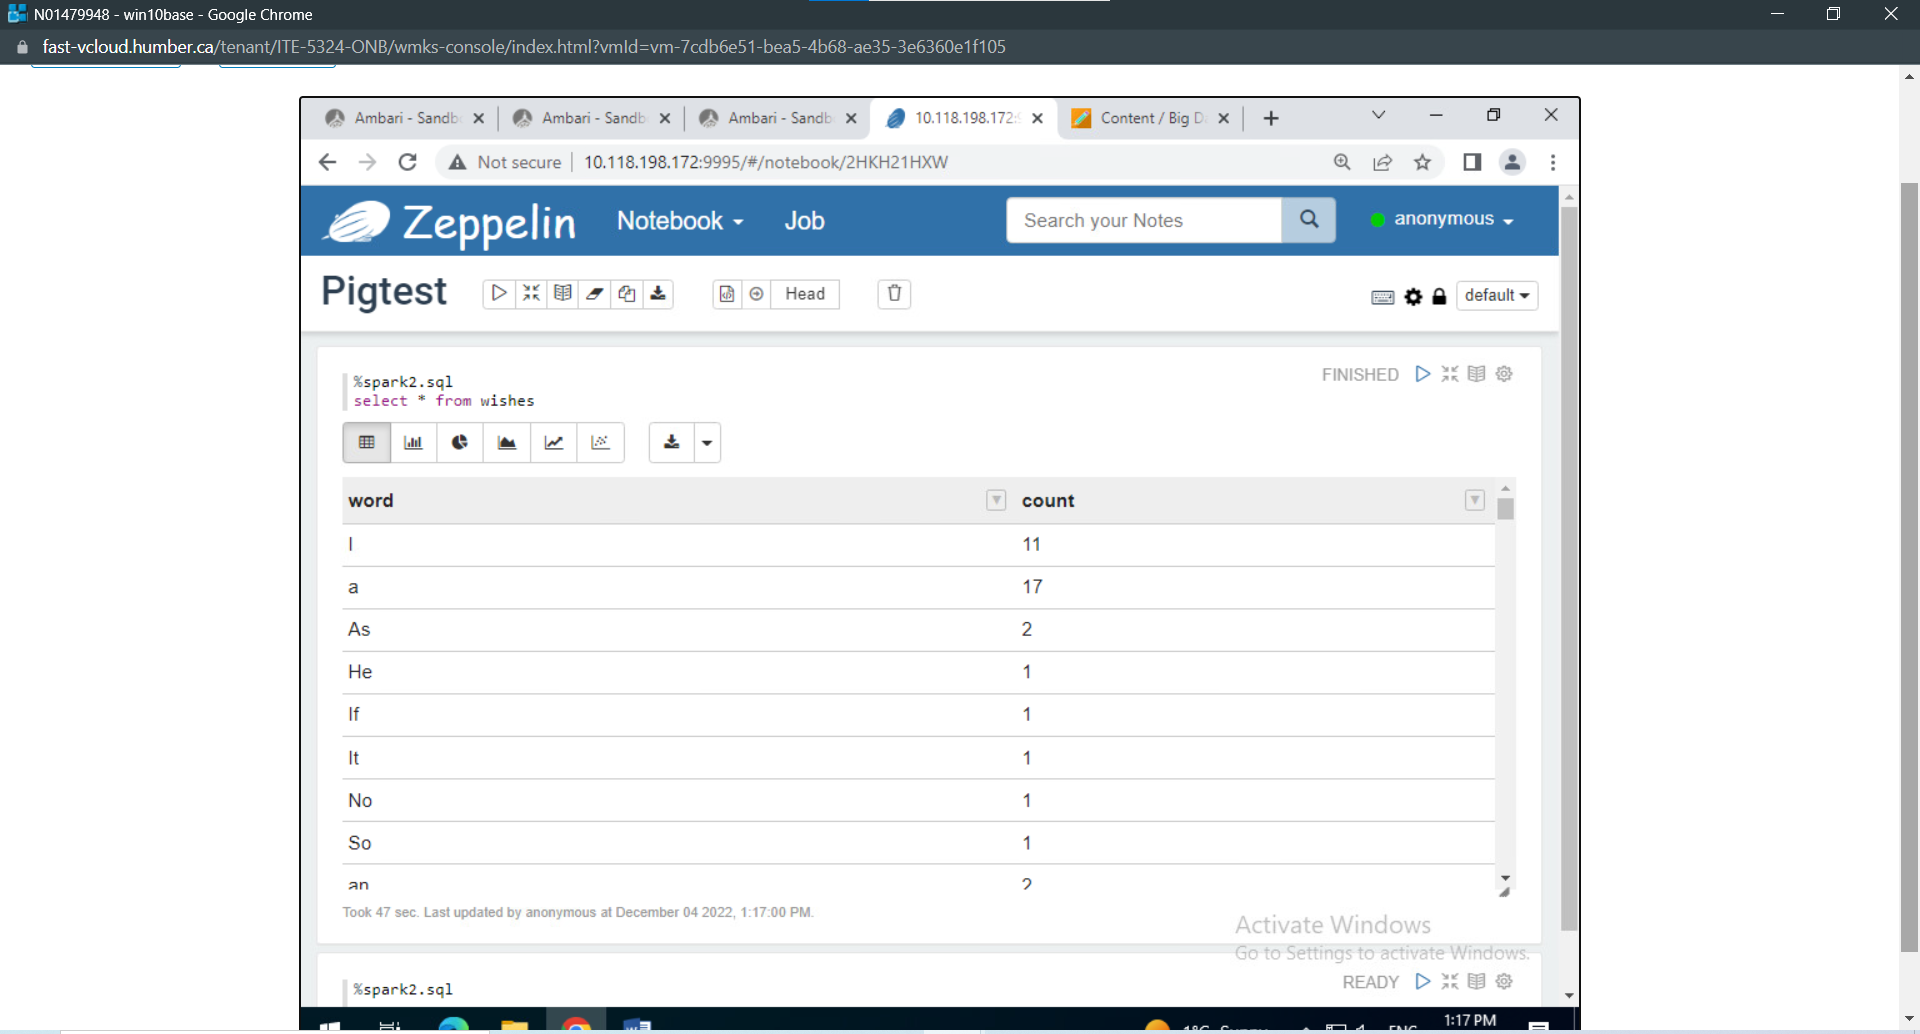 N01479948 - win10base - Google Chrome
fast-vcloud.humber.ca/tenant/ITE-5324-ONB/wmks-console/index.html?vmId=vm-7cdb6e51-bea5-4b68-ae35-3e6360e1f105
Ambari - Sandb Ambari - Sandb Ambari - Sandb 10.118.198.172: Content / Big D
Not secure 10.118.198.172:9995/#/notebook/2HKH21HXW
Zeppelin Notebook Job Search your Notes anonymous
Pigtest Head default
FINISHED
%spark2.sql
select * from wishes
word count
I 11
a 17
As 2
He 1
If 1
It 1
No 1
So 1
an 2
Took 47 sec. Last updated by anonymous at December 04 2022, 1:17:00 PM.
Activate Windows
Go to Settings to activate Windows.
READY
%spark2.sql
1:17 PM